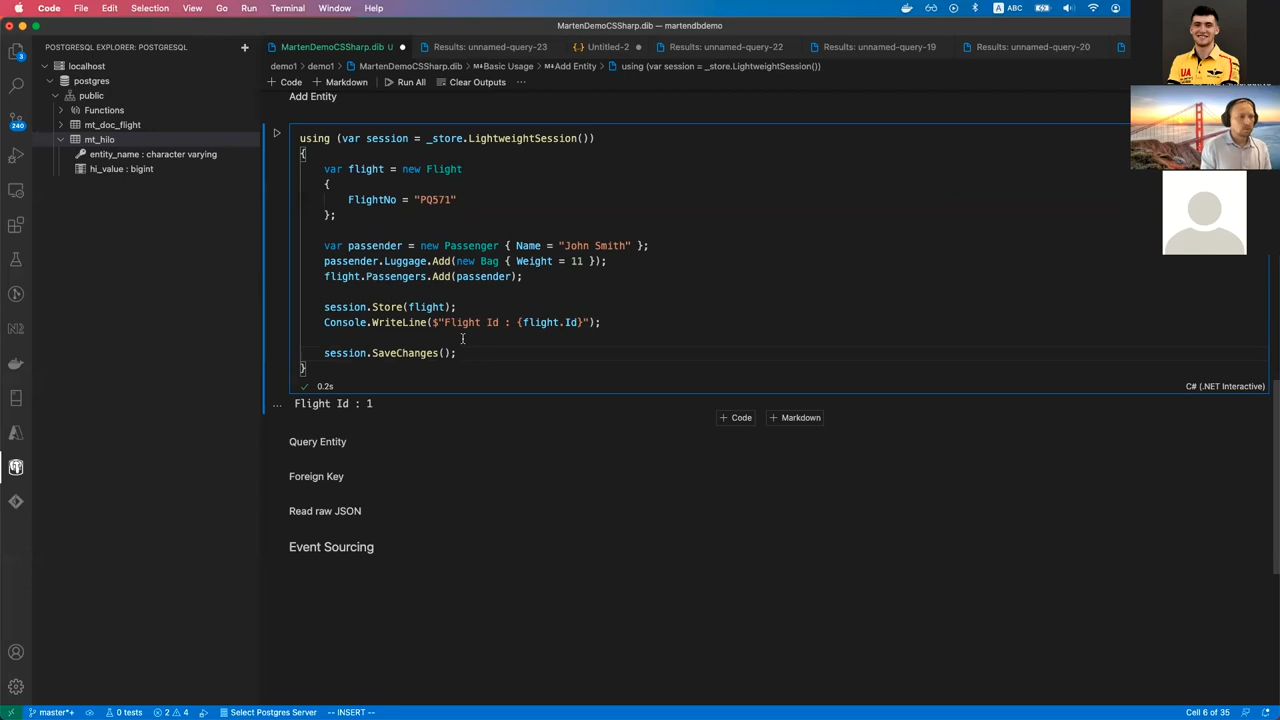 Code File Edit Selection View Go Run Terminal Window Help ABC
MartenDemoCSSharp.dib — martendbdemo
POSTGRESQL EXPLORER: POSTGRESQL
MartenDemoCSSharp.dib U Results: unnamed-query-23 Untitled-2 Results: unnamed-query-22 Results: unnamed-query-19 Results: unnamed-query-20
localhost
demo1 > demo1 > MartenDemoCSSharp.dib > M↓Basic Usage > M↓Add Entity > using (var session = _store.LightweightSession())
postgres
+ Code + Markdown Run All Clear Outputs ...
public
Add Entity
Functions
mt_doc_flight
mt_hilo
entity_name : character varying
hi_value : bigint
using (var session = _store.LightweightSession())
{
var flight = new Flight
{
FlightNo = "PQ571"
};
var passender = new Passenger { Name = "John Smith" };
passender.Luggage.Add(new Bag { Weight = 11 });
flight.Passengers.Add(passender);
session.Store(flight);
Console.WriteLine($"Flight Id : {flight.Id}");
session.SaveChanges();
}
0.2s C# (.NET Interactive)
... Flight Id : 1
+ Code + Markdown
Query Entity
Foreign Key
Read raw JSON
Event Sourcing
3
240
UA
master*+ 0 tests 2 4 Select Postgres Server -- INSERT -- Cell 6 of 35